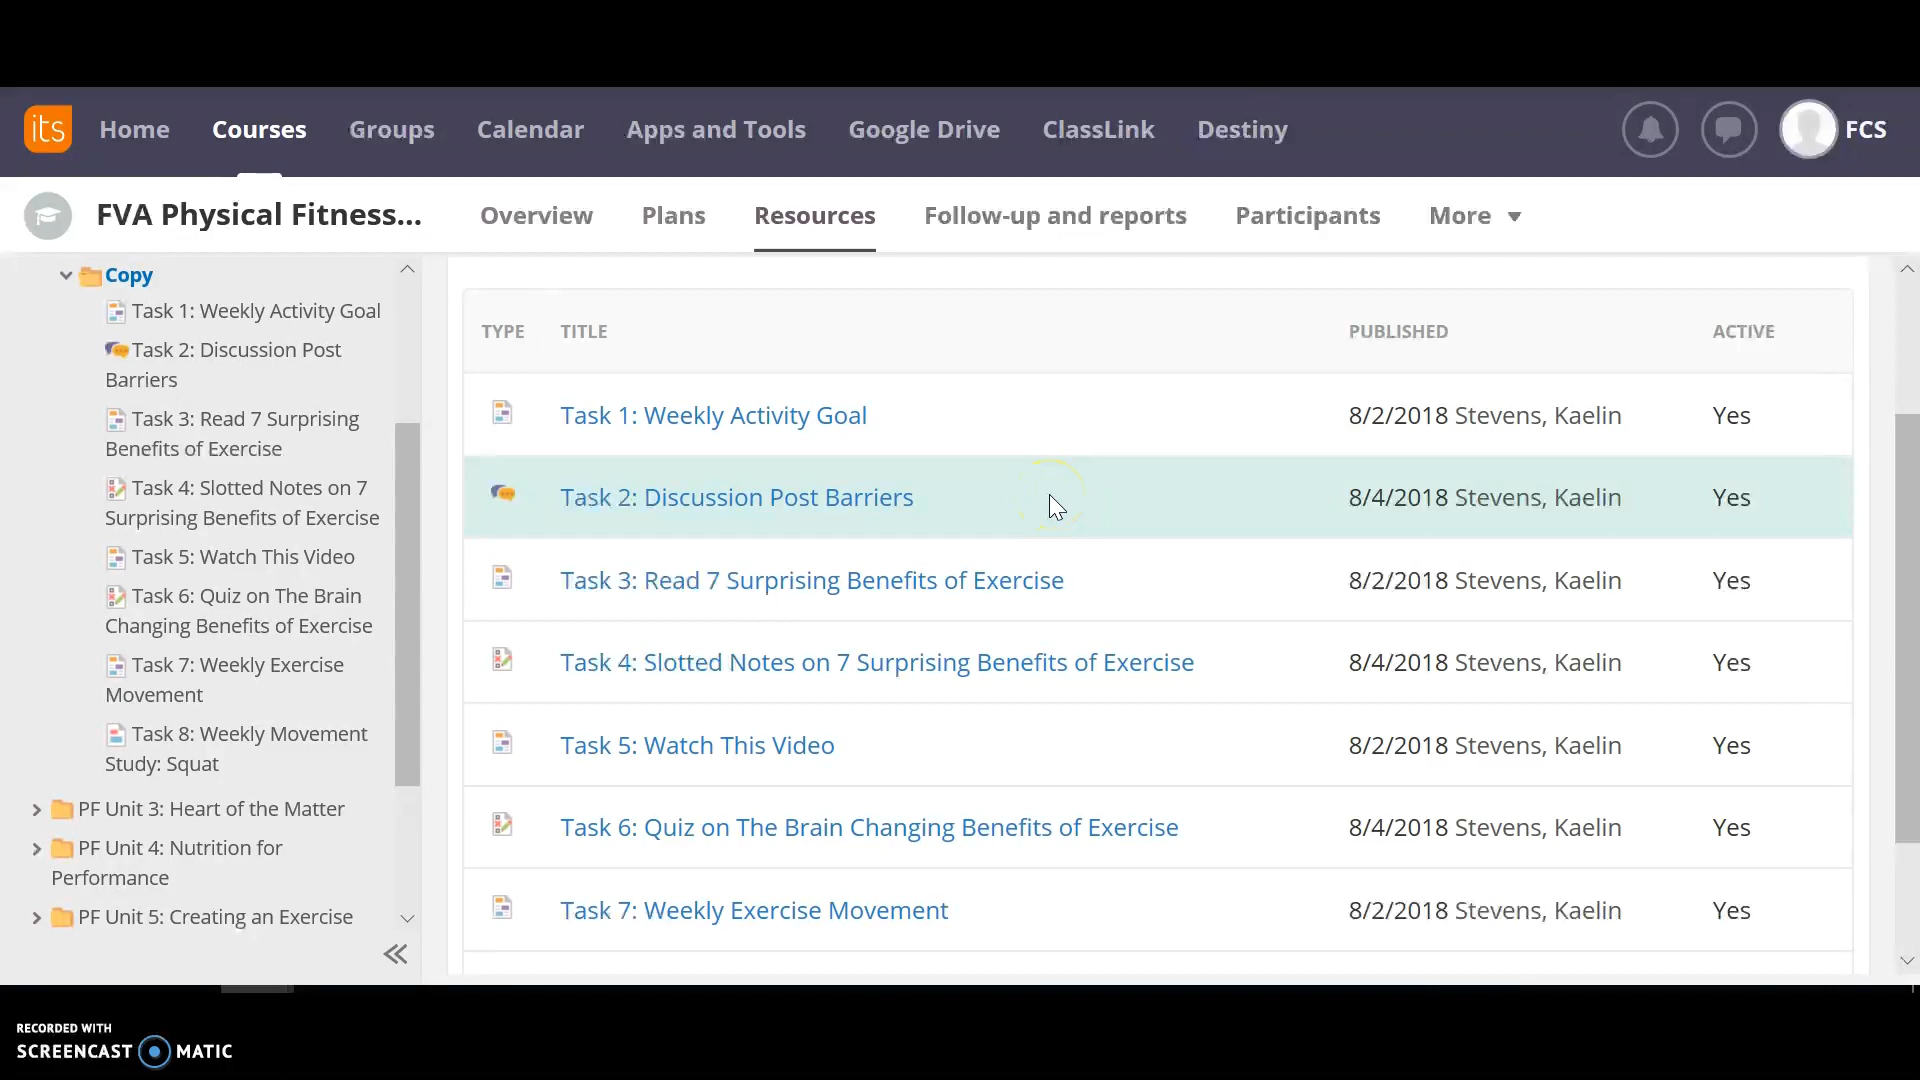 its Home Courses Groups Calendar Apps and Tools Google Drive ClassLink Destiny FCS
FVA Physical Fitness... Overview Plans Resources Follow-up and reports Participants More
Copy
Task 1: Weekly Activity Goal
Task 2: Discussion Post
Barriers
Task 3: Read 7 Surprising
Benefits of Exercise
Task 4: Slotted Notes on 7
Surprising Benefits of Exercise
Task 5: Watch This Video
Task 6: Quiz on The Brain
Changing Benefits of Exercise
Task 7: Weekly Exercise
Movement
Task 8: Weekly Movement
Study: Squat
PF Unit 3: Heart of the Matter
PF Unit 4: Nutrition for
Performance
PF Unit 5: Creating an Exercise
TYPE TITLE PUBLISHED ACTIVE
Task 1: Weekly Activity Goal 8/2/2018 Stevens, Kaelin Yes
Task 2: Discussion Post Barriers 8/4/2018 Stevens, Kaelin Yes
Task 3: Read 7 Surprising Benefits of Exercise 8/2/2018 Stevens, Kaelin Yes
Task 4: Slotted Notes on 7 Surprising Benefits of Exercise 8/4/2018 Stevens, Kaelin Yes
Task 5: Watch This Video 8/2/2018 Stevens, Kaelin Yes
Task 6: Quiz on The Brain Changing Benefits of Exercise 8/4/2018 Stevens, Kaelin Yes
Task 7: Weekly Exercise Movement 8/2/2018 Stevens, Kaelin Yes
RECORDED WITH
SCREENCAST MATIC